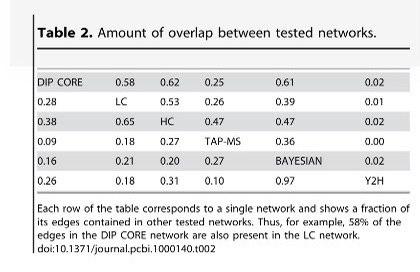 Table 2. Amount of overlap between tested networks.
DIP CORE 0.58 0.62 0.25 0.61 0.02
0.28 LC 0.53 0.26 0.39 0.01
0.38 0.65 HC 0.47 0.47 0.02
0.09 0.18 0.27 TAP-MS 0.36 0.00
0.16 0.21 0.20 0.27 BAYESIAN 0.02
0.26 0.18 0.31 0.10 0.97 Y2H
Each row of the table corresponds to a single network and shows a fraction of
its edges contained in other tested networks. Thus, for example, 58% of the
edges in the DIP CORE network are also present in the LC network.
doi:10.1371/journal.pcbi.1000140.t002